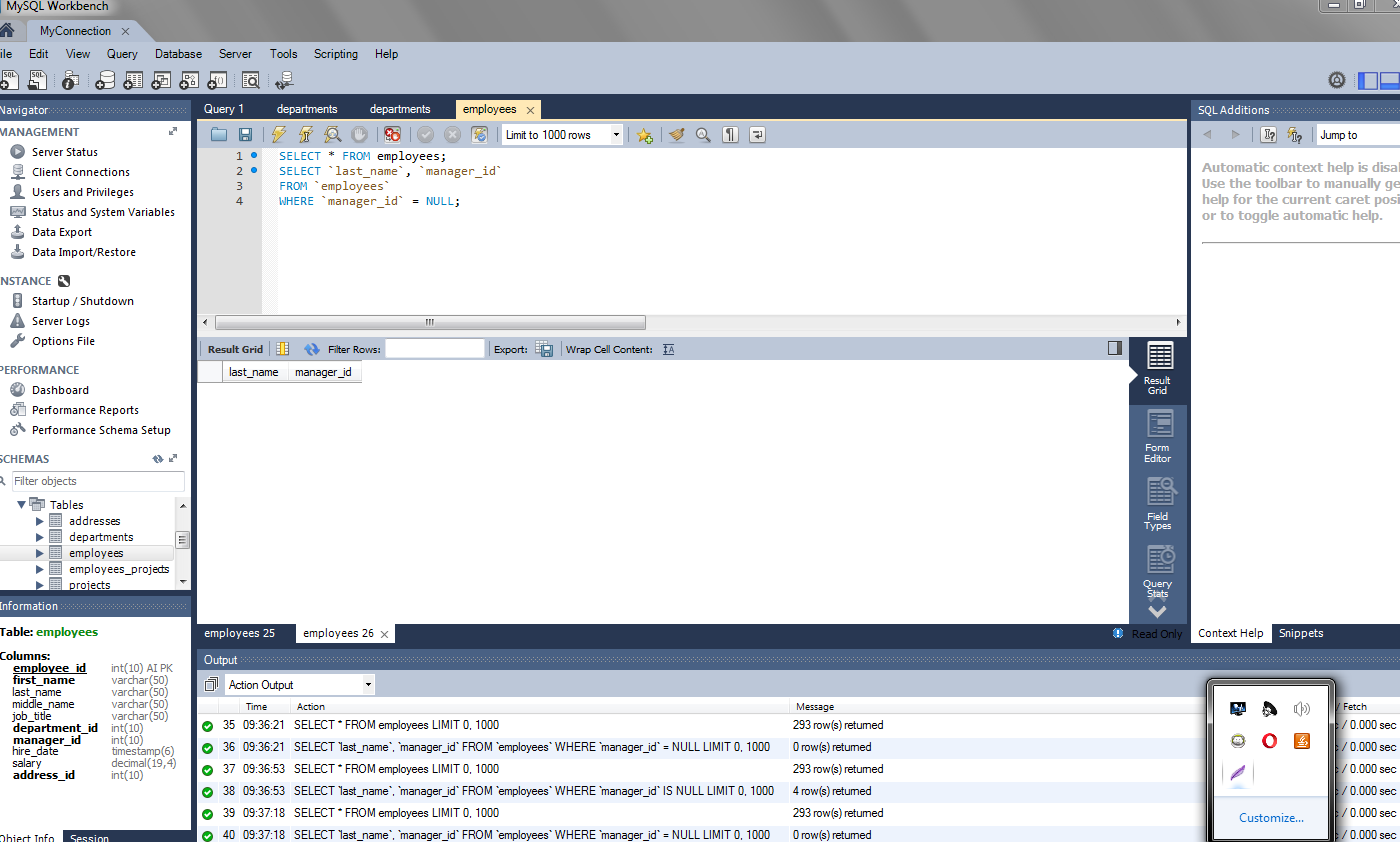 MySQL Workbench
MyConnection
ile Edit View Query Database Server Tools Scripting Help
Navigator
MANAGEMENT
Server Status
Client Connections
Users and Privileges
Status and System Variables
Data Export
Data Import/Restore
NSTANCE
Startup / Shutdown
Server Logs
Options File
PERFORMANCE
Dashboard
Performance Reports
Performance Schema Setup
SCHEMAS
Filter objects
Tables
addresses
departments
employees
employees_projects
projects
Information
Table: employees
Columns:
employee_id int(10) AI PK
first_name varchar(50)
last_name varchar(50)
middle_name varchar(50)
job_title varchar(50)
department_id int(10)
manager_id int(10)
hire_date timestamp(6)
salary decimal(19,4)
address_id int(10)
Object Info Session
Query 1 departments departments employees
Limit to 1000 rows
1 SELECT * FROM employees;
2 SELECT `last_name`, `manager_id`
3 FROM `employees`
4 WHERE `manager_id` = NULL;
Result Grid Filter Rows: Export: Wrap Cell Content:
last_name manager_id
Result
Grid
Form
Editor
Field
Types
Query
Stats
employees 25 employees 26 Read Only
Output
Action Output
Time Action Message / Fetch
35 09:36:21 SELECT * FROM employees LIMIT 0, 1000 293 row(s) returned c / 0.000 sec
36 09:36:21 SELECT `last_name`, `manager_id` FROM `employees` WHERE `manager_id` = NULL LIMIT 0, 1000 0 row(s) returned c / 0.000 sec
37 09:36:53 SELECT * FROM employees LIMIT 0, 1000 293 row(s) returned c / 0.000 sec
38 09:36:53 SELECT `last_name`, `manager_id` FROM `employees` WHERE `manager_id` IS NULL LIMIT 0, 1000 4 row(s) returned c / 0.000 sec
39 09:37:18 SELECT * FROM employees LIMIT 0, 1000 293 row(s) returned c / 0.000 sec
40 09:37:18 SELECT `last_name`, `manager_id` FROM `employees` WHERE `manager_id` = NULL LIMIT 0, 1000 0 row(s) returned c / 0.000 sec
SQL Additions
Jump to
Automatic context help is disal
Use the toolbar to manually ge
help for the current caret posi
or to toggle automatic help.
Context Help Snippets
Customize...